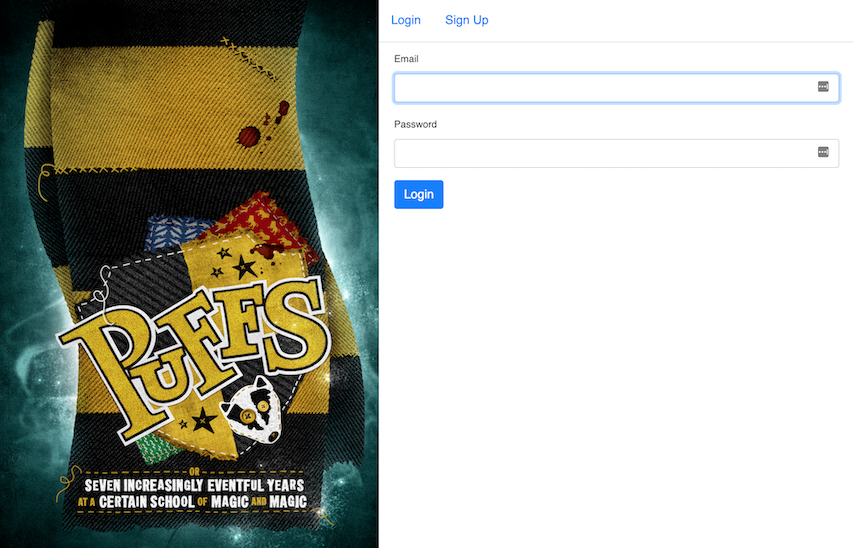 Login Sign Up
Email
Password
Login
PUFFS
OR
SEVEN INCREASINGLY EVENTFUL YEARS
AT A CERTAIN SCHOOL OF MAGIC AND MAGIC